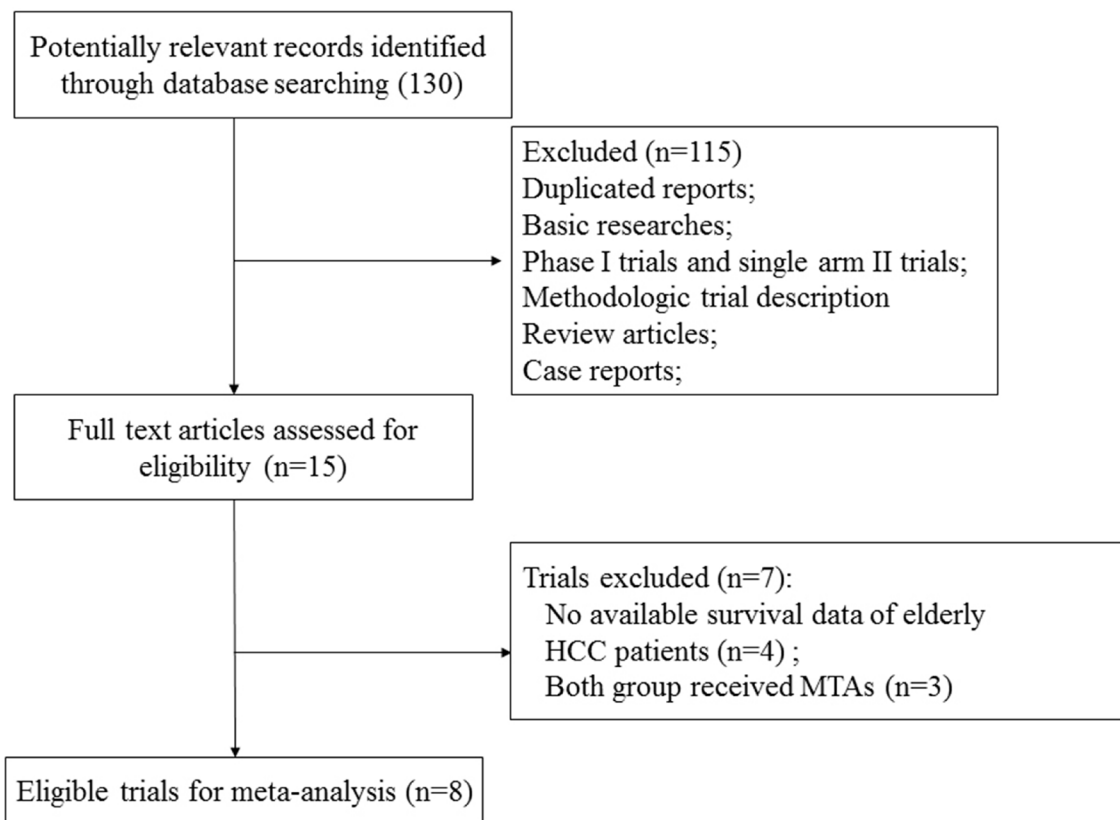 Potentially relevant records identified
through database searching (130)
Excluded (n=115)
Duplicated reports;
Basic researches;
Phase I trials and single arm II trials;
Methodologic trial description
Review articles;
Case reports;
Full text articles assessed for
eligibility (n=15)
Trials excluded (n=7):
No available survival data of elderly
HCC patients (n=4) ;
Both group received MTAs (n=3)
Eligible trials for meta-analysis (n=8)